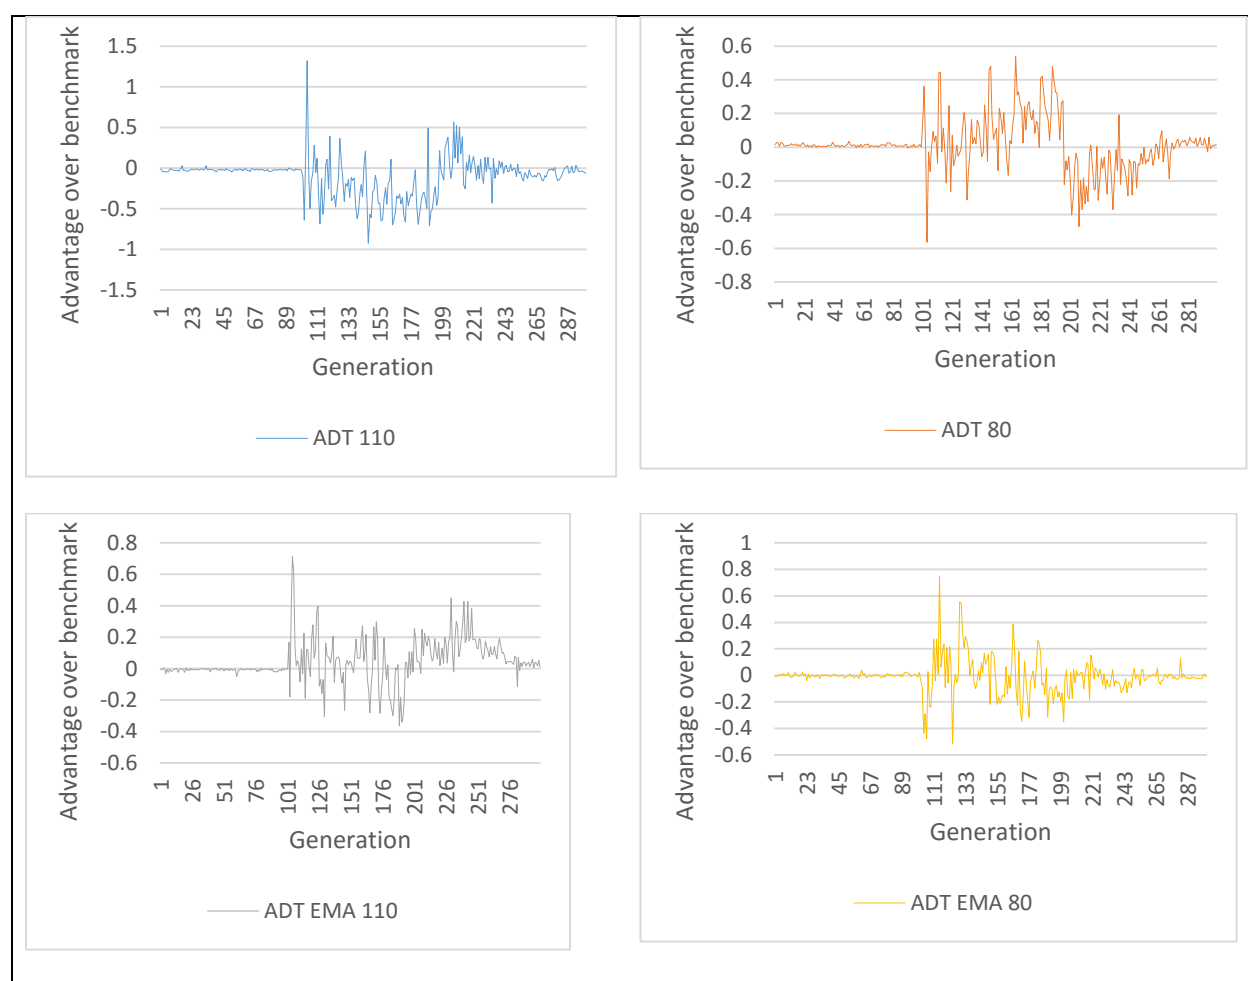 Advantage over benchmark
1.5
1
0.5
0
-0.5
-1
-1.5
1 23 45 67 89 111 133 155 177 199 221 243 265 287
Generation
ADT 110
Advantage over benchmark
0.6
0.4
0.2
0
-0.2
-0.4
-0.6
-0.8
1 21 41 61 81 101 121 141 161 181 201 221 241 261 281
Generation
ADT 80
Advantage over benchmark
0.8
0.6
0.4
0.2
0
-0.2
-0.4
-0.6
1 26 51 76 101 126 151 176 201 226 251 276
Generation
ADT EMA 110
Advantage over benchmark
1
0.8
0.6
0.4
0.2
0
-0.2
-0.4
-0.6
1 23 45 67 89 111 133 155 177 199 221 243 265 287
Generation
ADT EMA 80